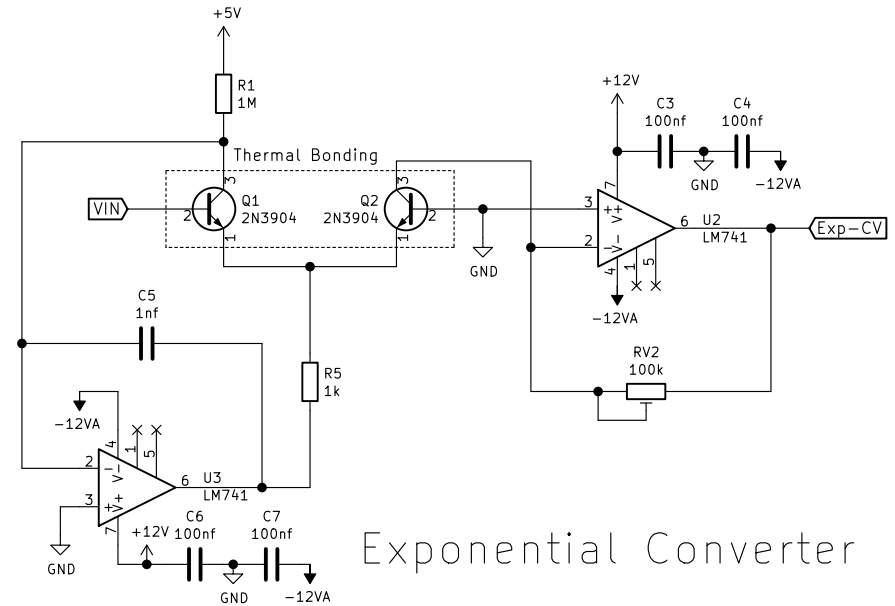 +5V
R1
1M
Thermal Bonding
3
3
VIN
2
Q1
2N3904
1
Q2
2N3904
2
1
GND
+12V
C3
100nf
C4
100nf
GND
-12VA
7
3
+
V+
2
-
V-
6
U2
LM741
4
1
5
-12VA
Exp-CV
RV2
100k
C5
1nf
R5
1k
-12VA
4
1
5
2
-
V-
3
+
V+
7
6
U3
LM741
GND
+12V
C6
100nf
C7
100nf
GND
-12VA
Exponential Converter